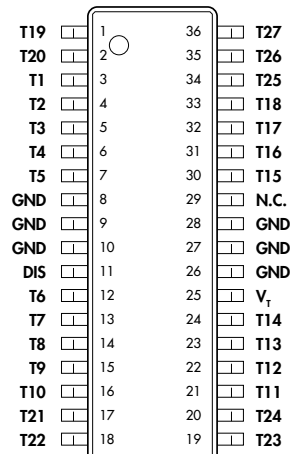 T19 1 36 T27
T20 2 35 T26
T1 3 34 T25
T2 4 33 T18
T3 5 32 T17
T4 6 31 T16
T5 7 30 T15
GND 8 29 N.C.
GND 9 28 GND
GND 10 27 GND
DIS 11 26 GND
T6 12 25 VT
T7 13 24 T14
T8 14 23 T13
T9 15 22 T12
T10 16 21 T11
T21 17 20 T24
T22 18 19 T23